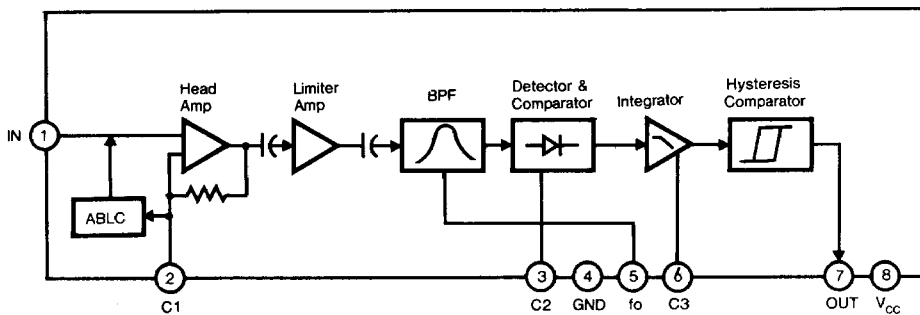 Head
Amp
Limiter
Amp
BPF
Detector &
Comparator
Integrator
Hysteresis
Comparator
IN
1
ABLC
2
3
4
5
6
7
8
C1
C2
GND
fo
C3
OUT
VCC